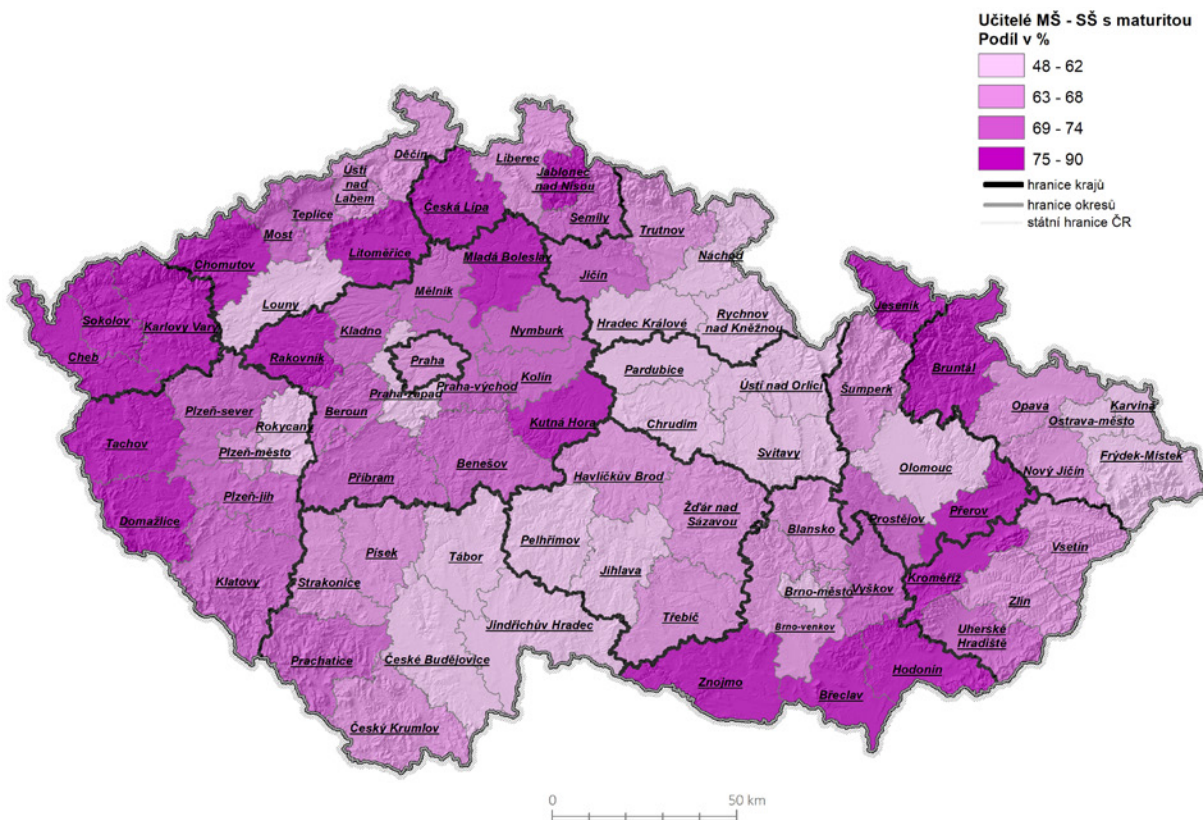 Učitelé MŠ - SŠ s maturitou
Podíl v %
48 - 62
63 - 68
69 - 74
75 - 90
hranice krajů
hranice okresů
státní hranice ČR
Děčín
Liberec
Ústí
nad
Labem
Jablonec
nad Nisou
Česká Lípa
Semily
Teplice
Trutnov
Most
Litoměřice
Mladá Boleslav
Náchod
Chomutov
Jičín
Mělník
Louny
Jeseník
Sokolov
Karlovy Vary
Hradec Králové
Rychnov
nad Kněžnou
Kladno
Nymburk
Cheb
Rakovník
Praha
Bruntál
Pardubice
Ústí nad Orlicí
Kolín
Praha-východ
Praha-západ
Šumperk
Opava
Karviná
Ostrava-město
Plzeň-sever
Beroun
Rokycany
Kutná Hora
Chrudim
Tachov
Plzeň-město
Svitavy
Frýdek-Místek
Benešov
Olomouc
Nový Jičín
Příbram
Havlíčkův Brod
Plzeň-jih
Žďár nad
Sázavou
Přerov
Domažlice
Prostějov
Blansko
Pelhřimov
Vsetín
Písek
Tábor
Jihlava
Klatovy
Strakonice
Kroměříž
Brno-město
Vyškov
Zlín
Třebíč
Jindřichův Hradec
Brno-venkov
Uherské
Hradiště
Prachatice
České Budějovice
Hodonín
Znojmo
Břeclav
Český Krumlov
0
50 km